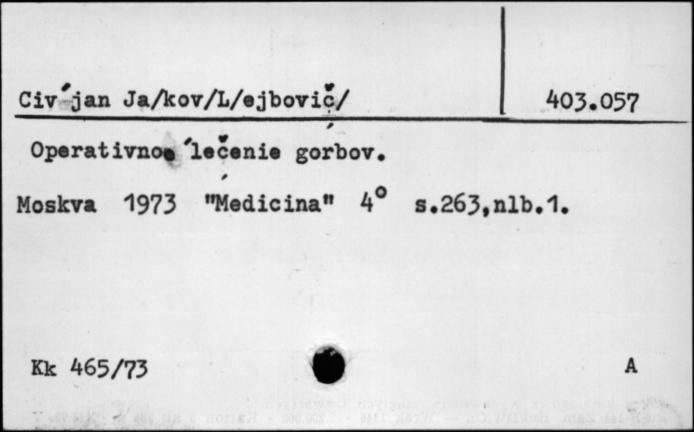 Civ´jan Ja/kov/L/ejbovič/ 403.057
Operativnoe lečenie gorbov.
Moskva 1973 "Medicina" 4° s.263,nlb.1.
Kk 465/73 A